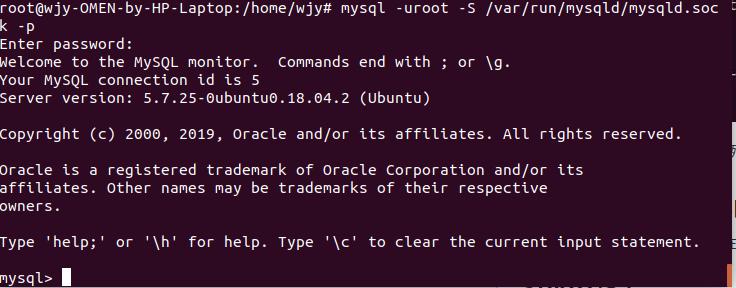 root@wjy-OMEN-by-HP-Laptop:/home/wjy# mysql -uroot -S /var/run/mysqld/mysqld.soc
k -p
Enter password:
Welcome to the MySQL monitor.  Commands end with ; or \g.
Your MySQL connection id is 5
Server version: 5.7.25-0ubuntu0.18.04.2 (Ubuntu)

Copyright (c) 2000, 2019, Oracle and/or its affiliates. All rights reserved.

Oracle is a registered trademark of Oracle Corporation and/or its
affiliates. Other names may be trademarks of their respective
owners.

Type 'help;' or '\h' for help. Type '\c' to clear the current input statement.

mysql>